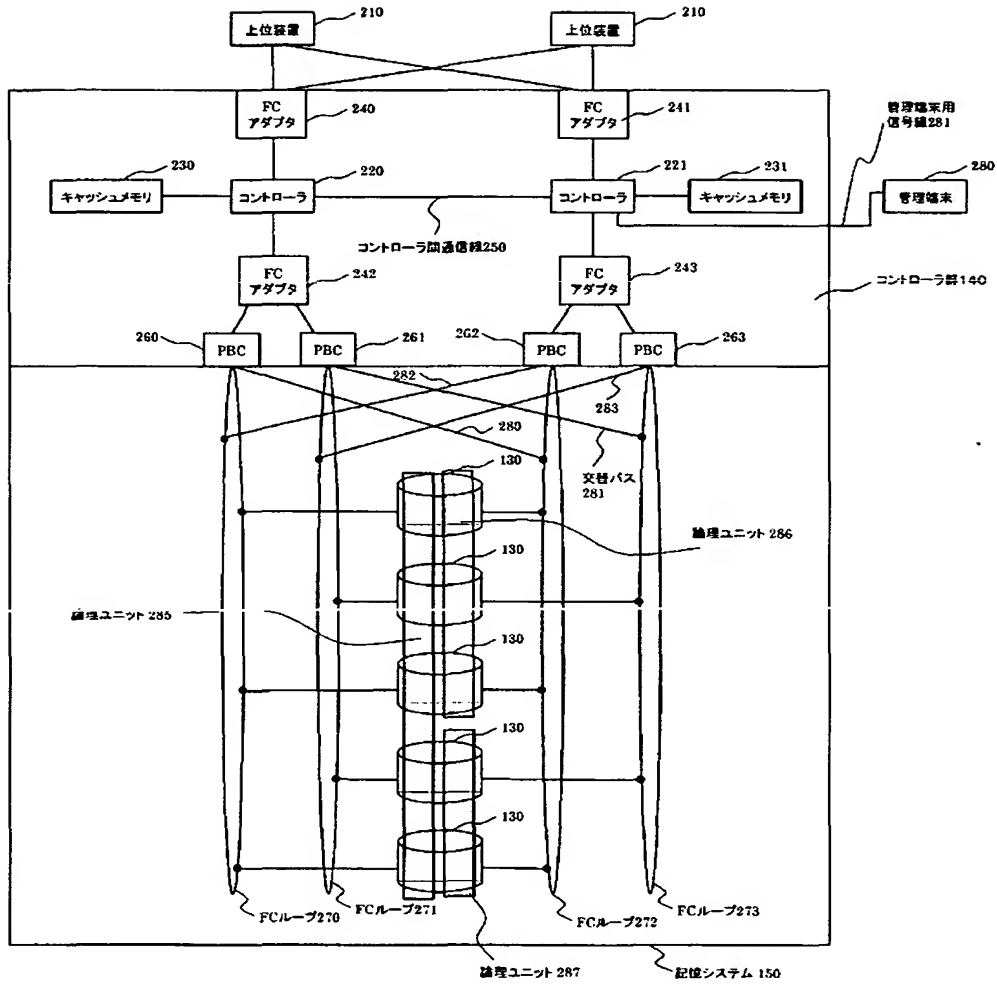 210
210
上位装置
上位装置
FC
アダプタ
240
FC
アダプタ
241
管理端末用
信号線281
230
220
221
231
280
キャッシュメモリ
コントローラ
コントローラ
キャッシュメモリ
管理端末
コントローラ間通信線250
FC
アダプタ
242
FC
アダプタ
243
コントローラ群140
260
PBC
PBC
261
262
PBC
PBC
263
282
283
280
交替パス
281
130
論理ユニット 286
130
論理ユニット 285
130
130
130
FCループ270
FCループ271
FCループ272
FCループ273
論理ユニット 287
記憶システム 150